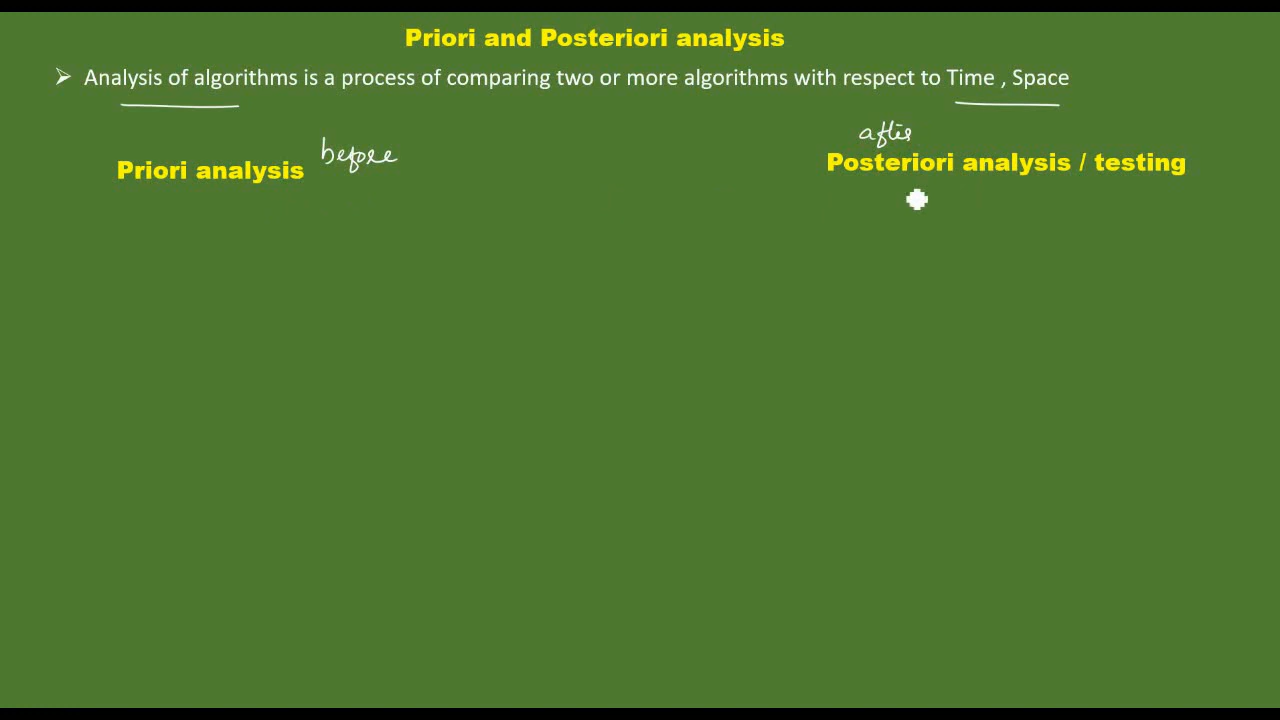 Priori and Posteriori analysis
➢ Analysis of algorithms is a process of comparing two or more algorithms with respect to Time , Space
Priori analysis before
after
Posteriori analysis / testing